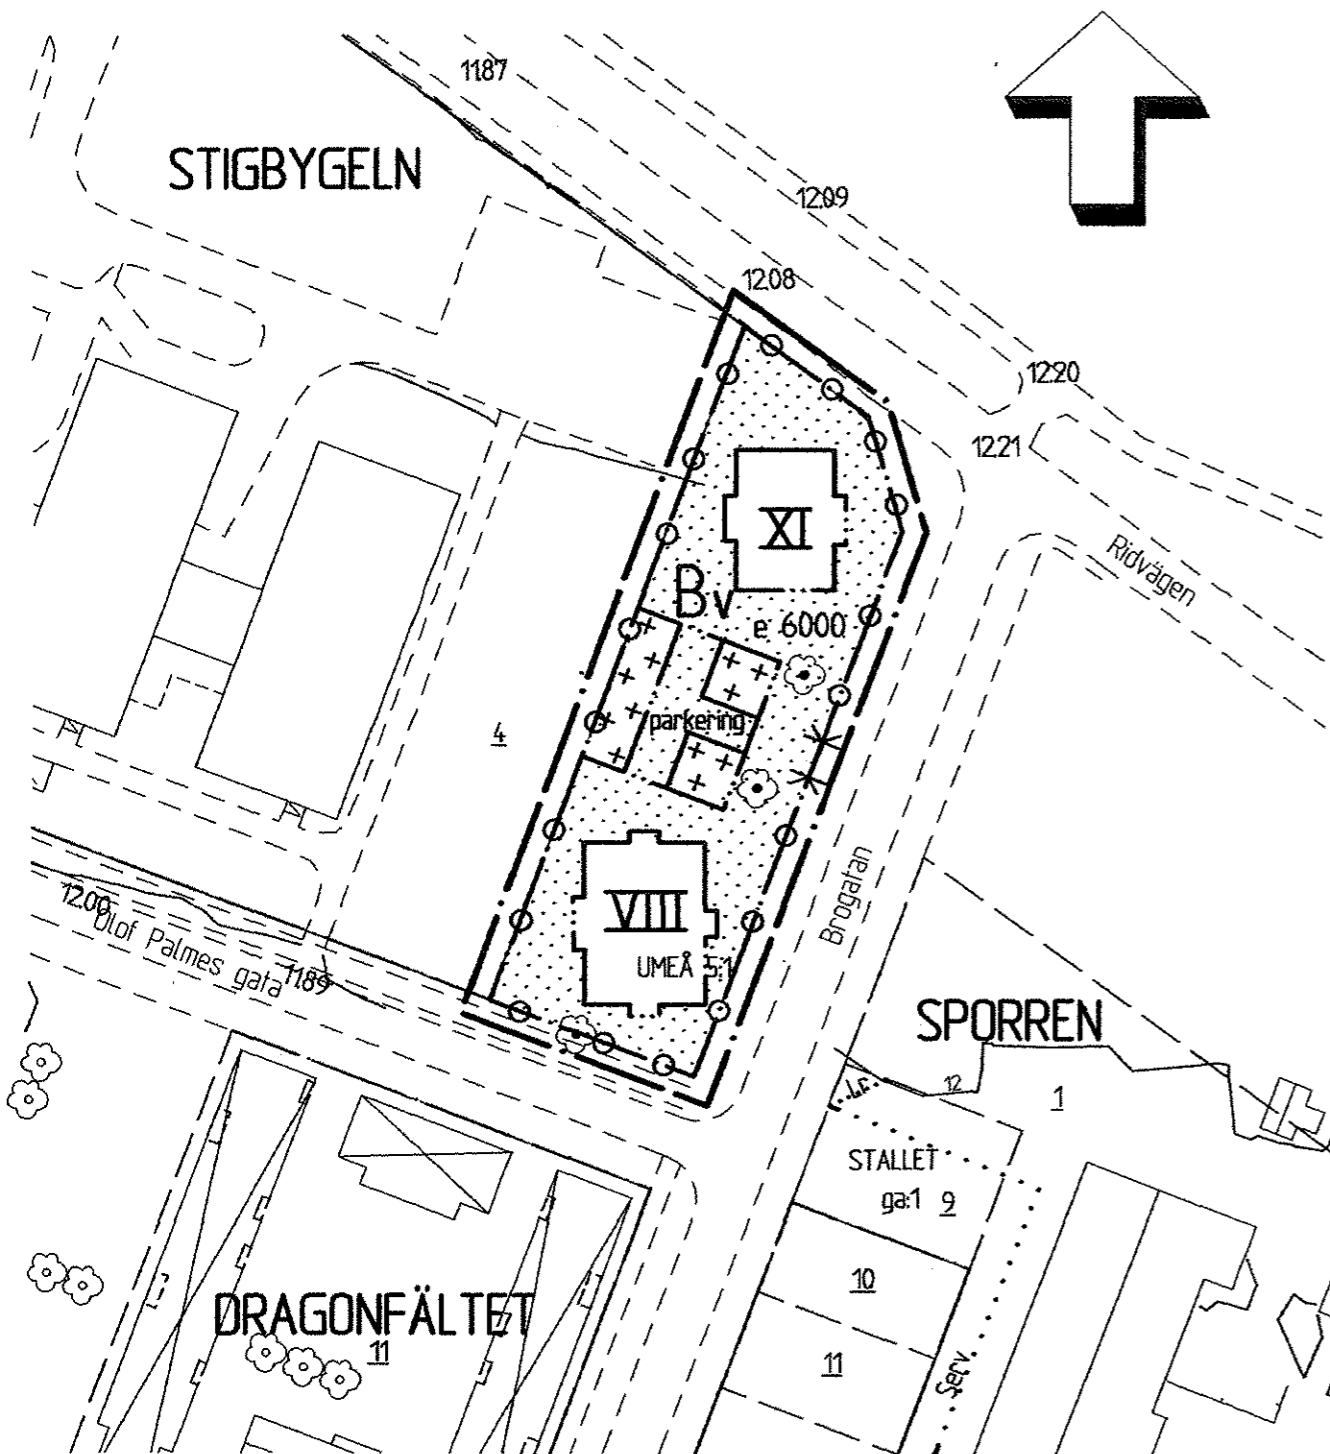 1187
STIGBYGELN
12.09
12.08
12.20
12.21
XI
Ridvägen
Bv
e 6000
parkering
4
Brogatan
VIII
12.00
Olof Palmes gata
11.89
UMEÅ 5:1
SPORREN
Lf.
12
1
STALLET
ga:1 9
10
DRAGONFÄLTET
11
11
Serv.